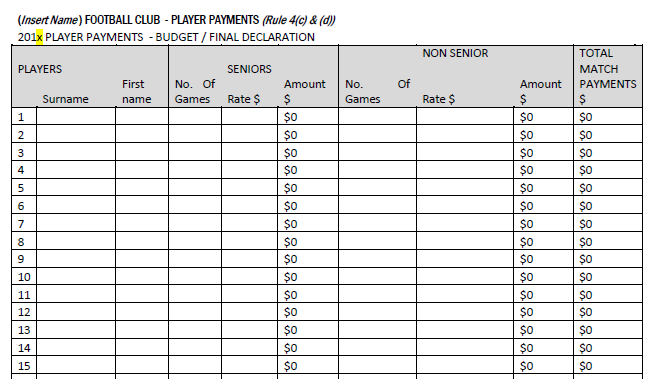 (Insert Name) FOOTBALL CLUB - PLAYER PAYMENTS (Rule 4(c) & (d))
201x PLAYER PAYMENTS - BUDGET / FINAL DECLARATION
NON SENIOR TOTAL
PLAYERS SENIORS MATCH
First No. Of Amount No. Of Amount PAYMENTS
Surname name Games Rate $ $ Games Rate $ $ $
1 $0 $0 $0
2 $0 $0 $0
3 $0 $0 $0
4 $0 $0 $0
5 $0 $0 $0
6 $0 $0 $0
7 $0 $0 $0
8 $0 $0 $0
9 $0 $0 $0
10 $0 $0 $0
11 $0 $0 $0
12 $0 $0 $0
13 $0 $0 $0
14 $0 $0 $0
15 $0 $0 $0